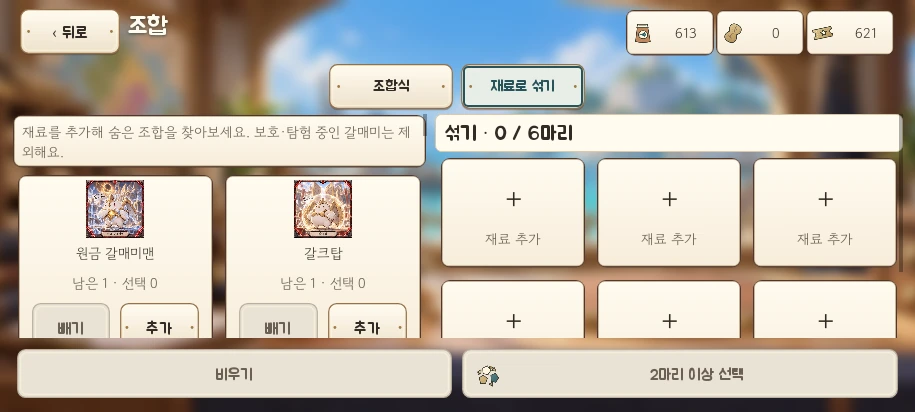 ‹ 뒤로
조합
613
0
621
조합식
재료로 섞기
재료를 추가해 숨은 조합을 찾아보세요. 보호·탐험 중인 갈매미는 제
외해요.
섞기 · 0 / 6마리
원금 갈매미맨
남은 1 · 선택 0
빼기
추가
갈크탑
남은 1 · 선택 0
빼기
추가
+
재료 추가
+
재료 추가
+
재료 추가
+
+
+
비우기
2마리 이상 선택